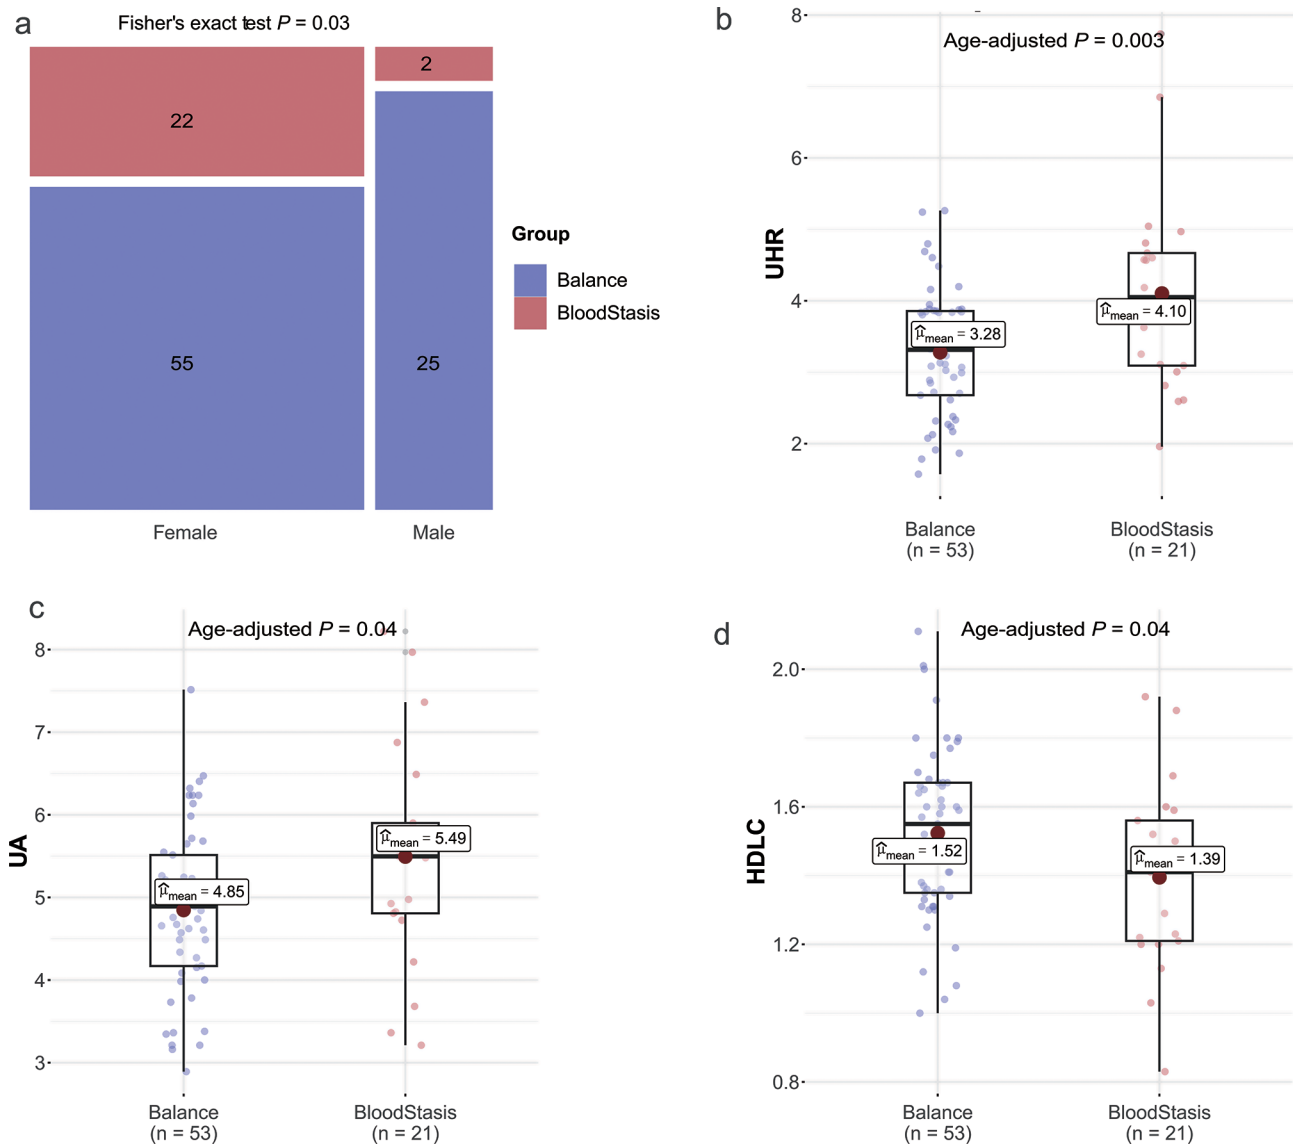 a
Fisher's exact test P = 0.03
22
2
55
25
Female
Male
Group
Balance
BloodStasis
b
Age-adjusted P = 0.003
UHR
8
6
4
2
μ̂mean = 3.28
μ̂mean = 4.10
Balance
(n = 53)
BloodStasis
(n = 21)
c
Age-adjusted P = 0.04
UA
8
7
6
5
4
3
μ̂mean = 4.85
μ̂mean = 5.49
Balance
(n = 53)
BloodStasis
(n = 21)
d
Age-adjusted P = 0.04
HDLC
2.0
1.6
1.2
0.8
μ̂mean = 1.52
μ̂mean = 1.39
Balance
(n = 53)
BloodStasis
(n = 21)